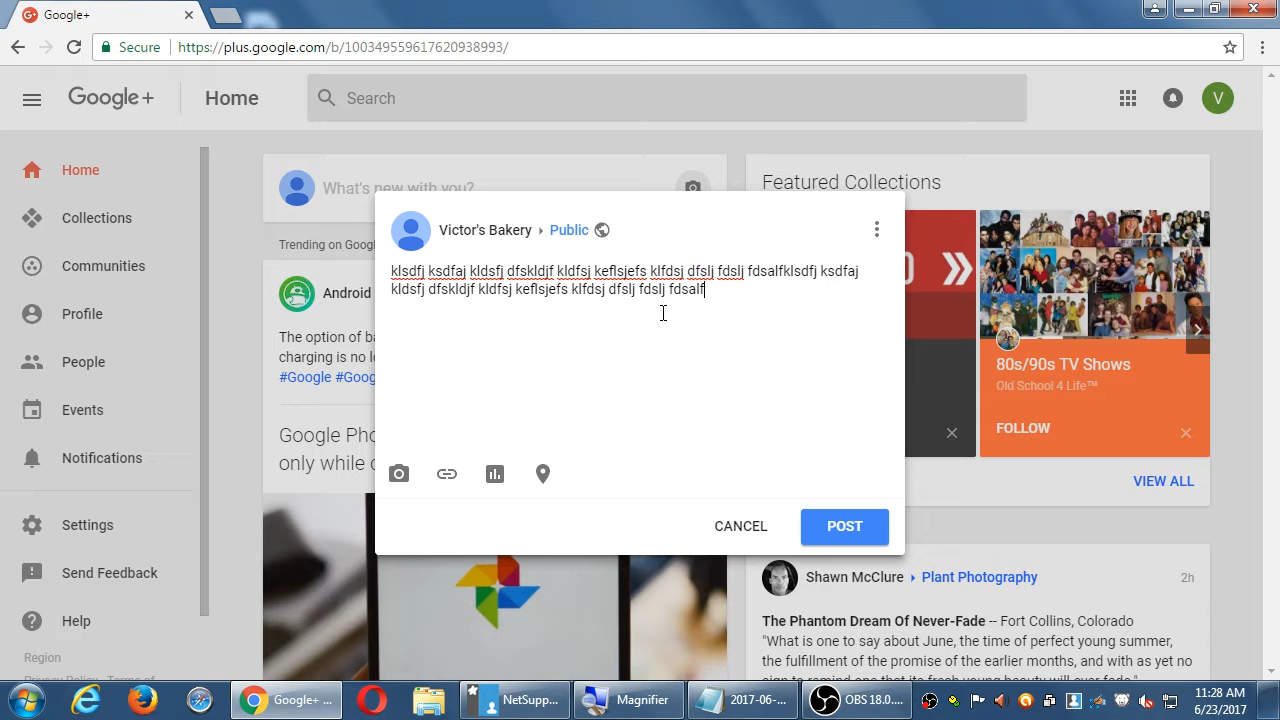 Google+
Secure
https://plus.google.com/b/100349559617620938993/
Google+
Home
Search
V
Home
Collections
Communities
Profile
People
Events
Notifications
Settings
Send Feedback
Help
Region
What's new with you?
Trending on Goog
Android
The option of ba
charging is no l
#Google #Goog
Google Pho
only while c
Victor's Bakery
Public
klsdfj ksdfaj kldsfj dfskldjf kldfsj keflsjefs klfdsj dfslj fdslj fdsalfklsdfj ksdfaj
kldsfj dfskldjf kldfsj keflsjefs klfdsj dfslj fdslj fdsalf
CANCEL
POST
Featured Collections
80s/90s TV Shows
Old School 4 Life™
FOLLOW
VIEW ALL
Shawn McClure
Plant Photography
2h
The Phantom Dream Of Never-Fade -- Fort Collins, Colorado
"What is one to say about June, the time of perfect young summer,
the fulfillment of the promise of the earlier months, and with as yet no
Google+ ...
NetSupp...
Magnifier
2017-06-...
OBS 18.0....
11:28 AM
6/23/2017